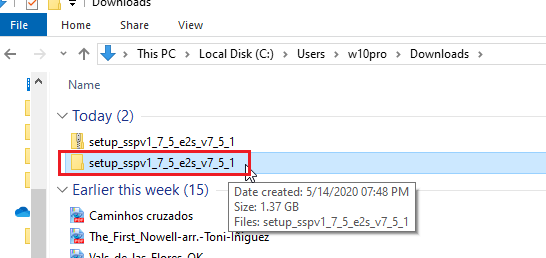 Downloads
File
Home
Share
View
This PC > Local Disk (C:) > Users > w10pro > Downloads >
Name
Today (2)
setup_sspv1_7_5_e2s_v7_5_1
setup_sspv1_7_5_e2s_v7_5_1
Earlier this week (15)
Date created: 5/14/2020 07:48 PM
Size: 1.37 GB
Files: setup_sspv1_7_5_e2s_v7_5_1
Caminhos cruzados
The_First_Nowell-arr.-Toni-Iñiguez
Vals-de-las-Flores-OK